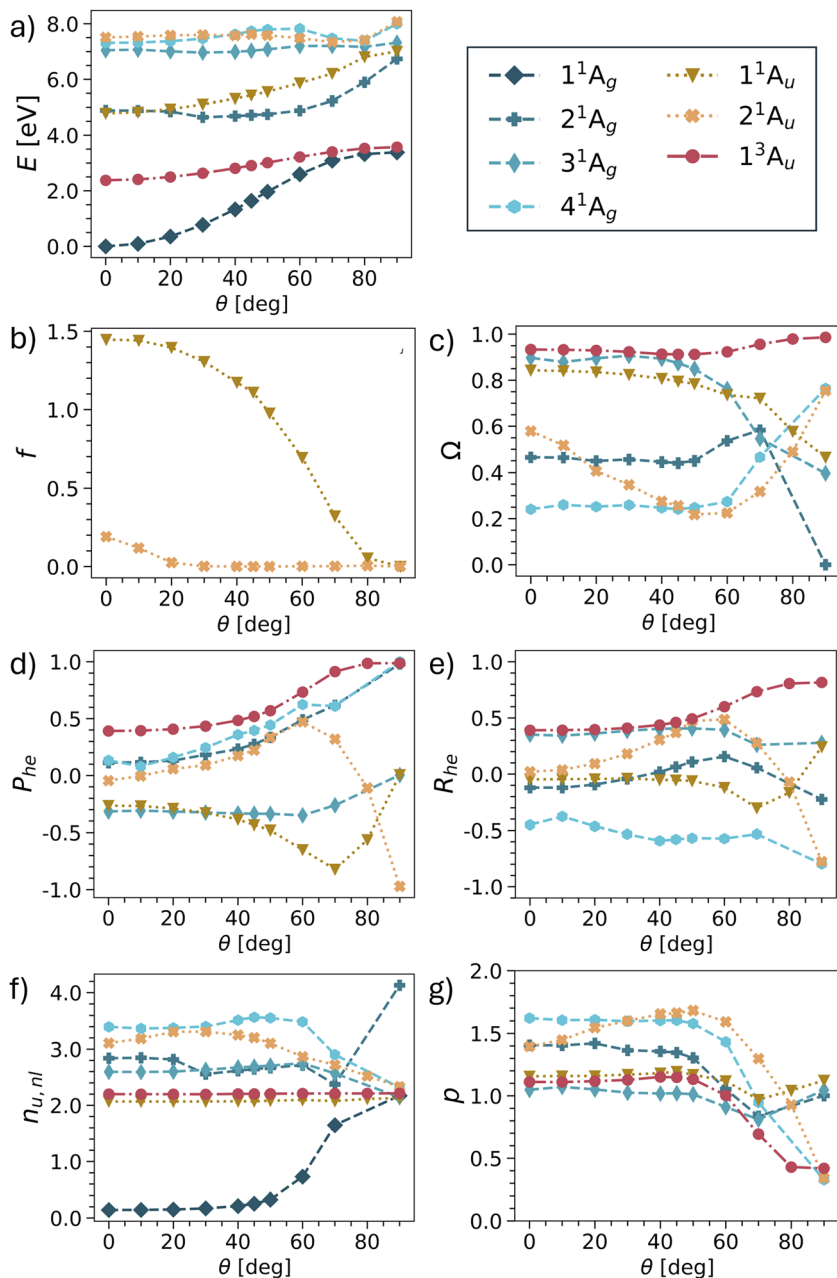 a)
E [eV]
8.0
6.0
4.0
2.0
0.0
0 20 40 60 80
θ [deg]
1¹A_g 1¹A_u
2¹A_g 2¹A_u
3¹A_g 1³A_u
4¹A_g
b)
f
1.5
1.0
0.5
0.0
0 20 40 60 80
θ [deg]
c)
Ω
1.0
0.8
0.6
0.4
0.2
0.0
0 20 40 60 80
θ [deg]
d)
P_he
1.0
0.5
0.0
-0.5
-1.0
0 20 40 60 80
θ [deg]
e)
R_he
1.0
0.5
0.0
-0.5
-1.0
0 20 40 60 80
θ [deg]
f)
n_u,nl
4.0
3.0
2.0
1.0
0.0
0 20 40 60 80
θ [deg]
g)
p
2.0
1.5
1.0
0.5
0.0
0 20 40 60 80
θ [deg]